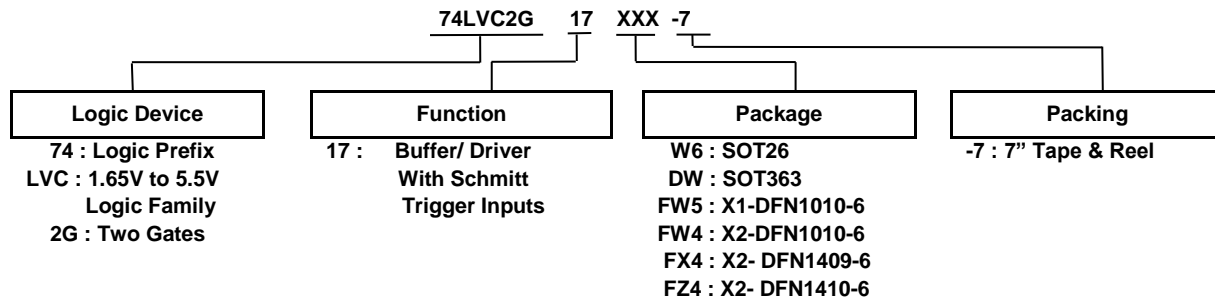 74LVC2G 17 XXX -7
Logic Device
74 : Logic Prefix
LVC : 1.65V to 5.5V
Logic Family
2G : Two Gates
Function
17 : Buffer/ Driver
With Schmitt
Trigger Inputs
Package
W6 : SOT26
DW : SOT363
FW5 : X1-DFN1010-6
FW4 : X2-DFN1010-6
FX4 : X2- DFN1409-6
FZ4 : X2- DFN1410-6
Packing
-7 : 7” Tape & Reel